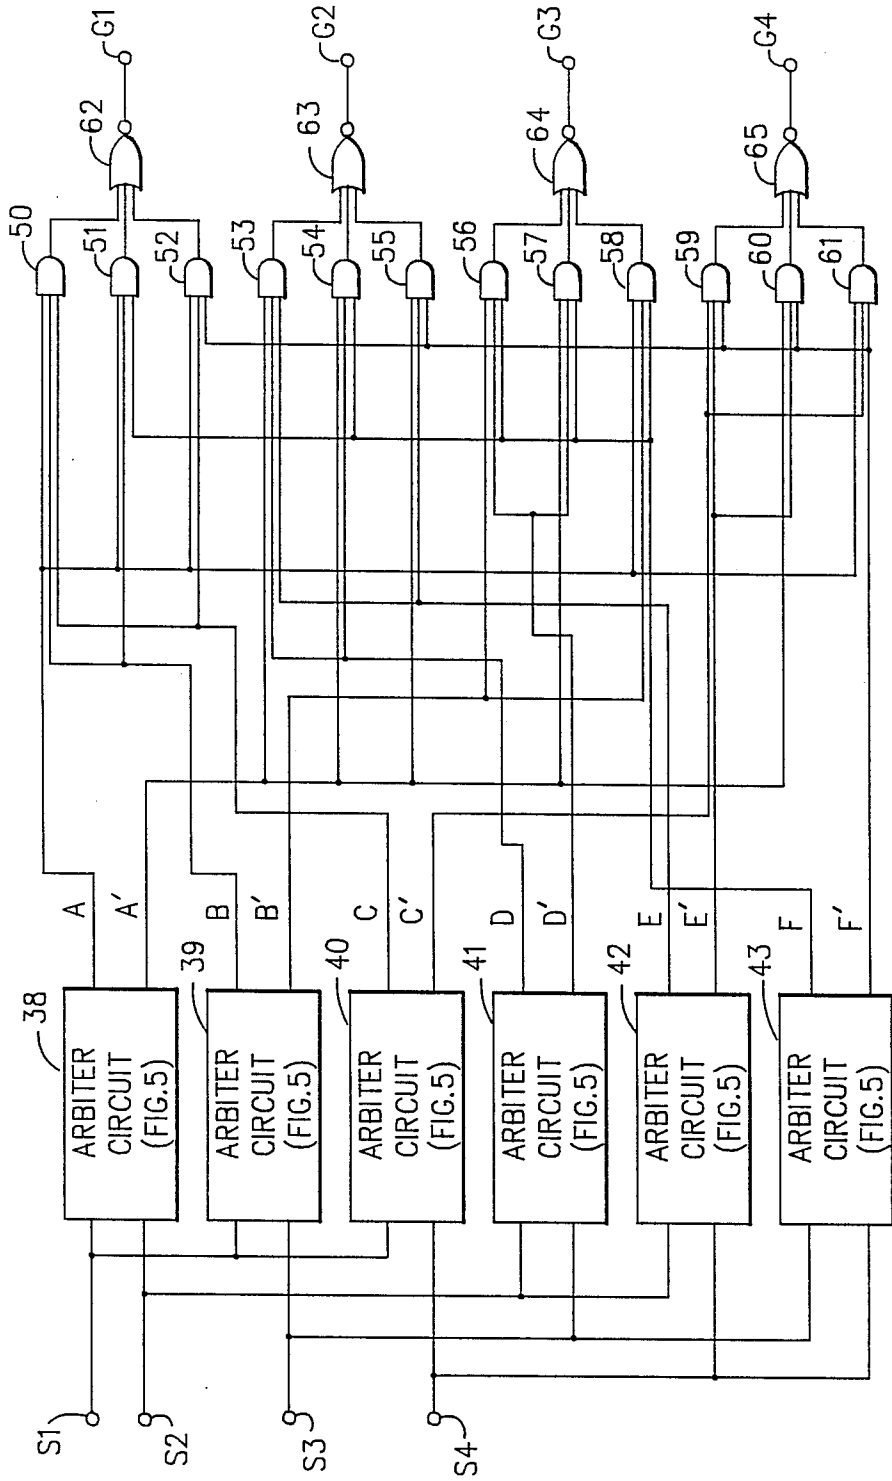 S1
S2
S3
S4
38
ARBITER
CIRCUIT
(FIG.5)
39
ARBITER
CIRCUIT
(FIG.5)
40
ARBITER
CIRCUIT
(FIG.5)
41
ARBITER
CIRCUIT
(FIG.5)
42
ARBITER
CIRCUIT
(FIG.5)
43
ARBITER
CIRCUIT
(FIG.5)
A
A'
B
B'
C
C'
D
D'
E
E'
F
F'
50
51
52
53
54
55
56
57
58
59
60
61
62
63
64
65
G1
G2
G3
G4